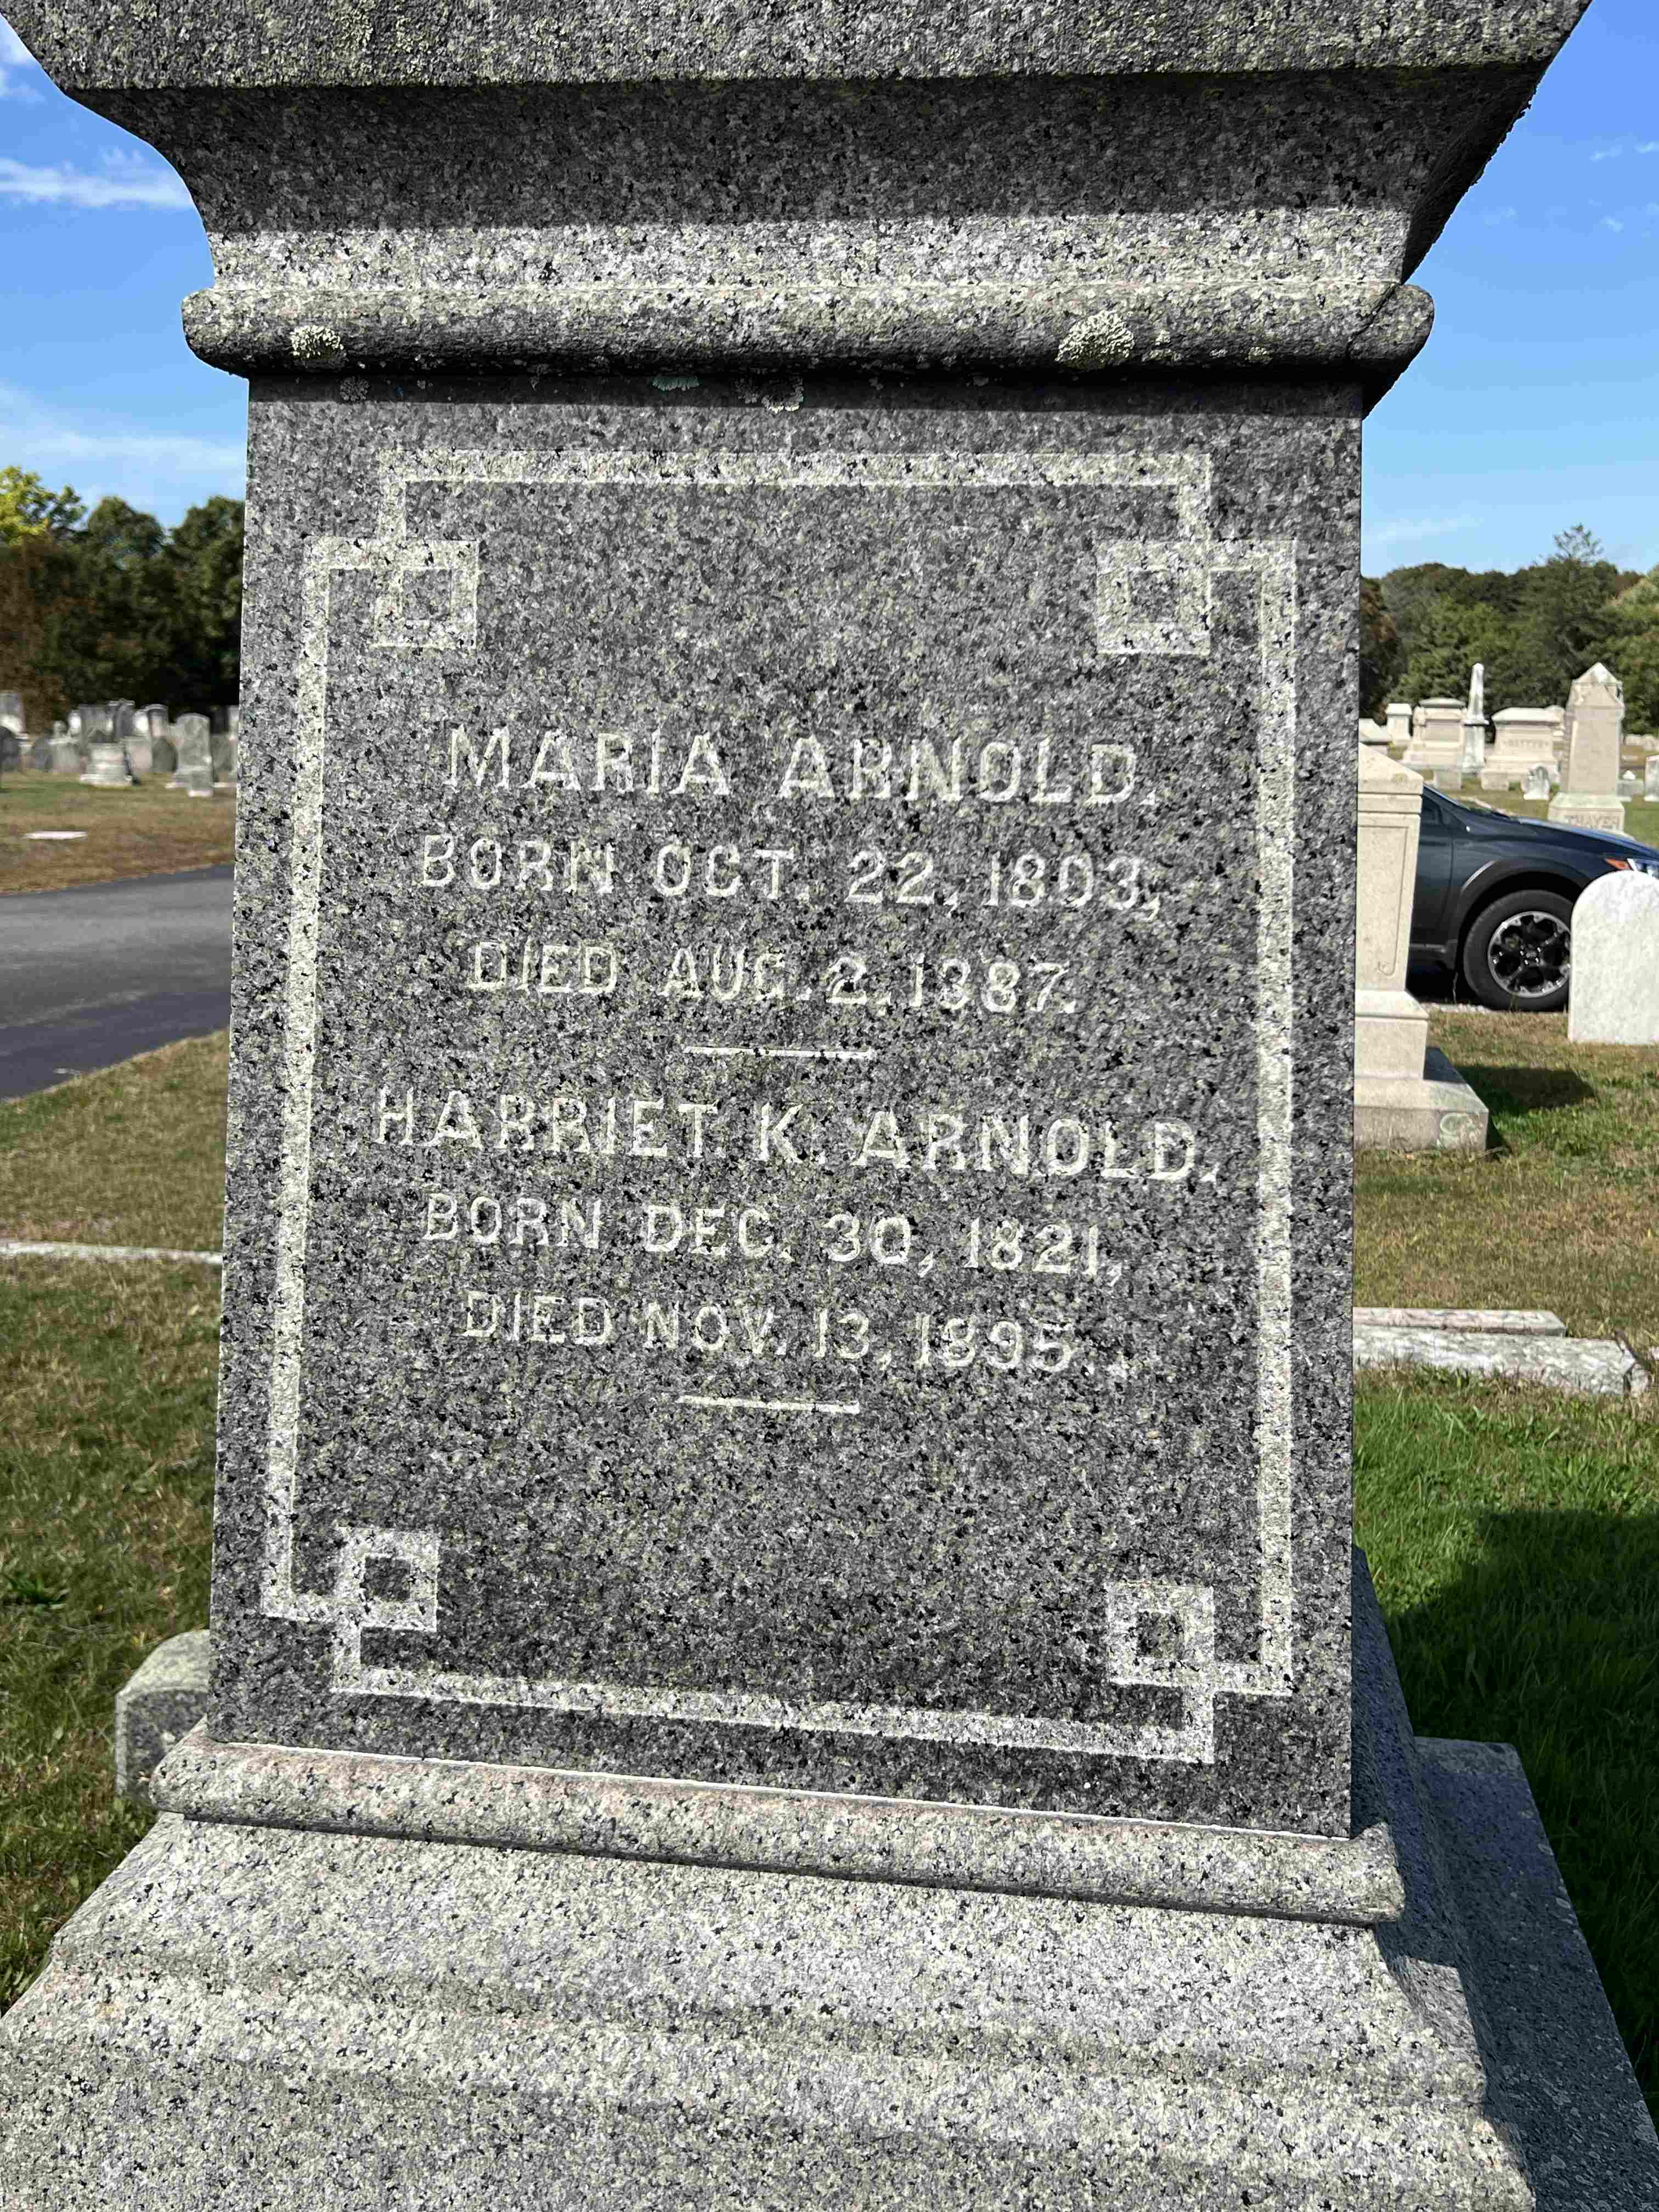 MARIA ARNOLD.
BORN OCT. 22, 1803,
DIED AUG. 2, 1887.
HARRIET K. ARNOLD.
BORN DEC. 30, 1821,
DIED NOV. 13, 1895.
THAYER